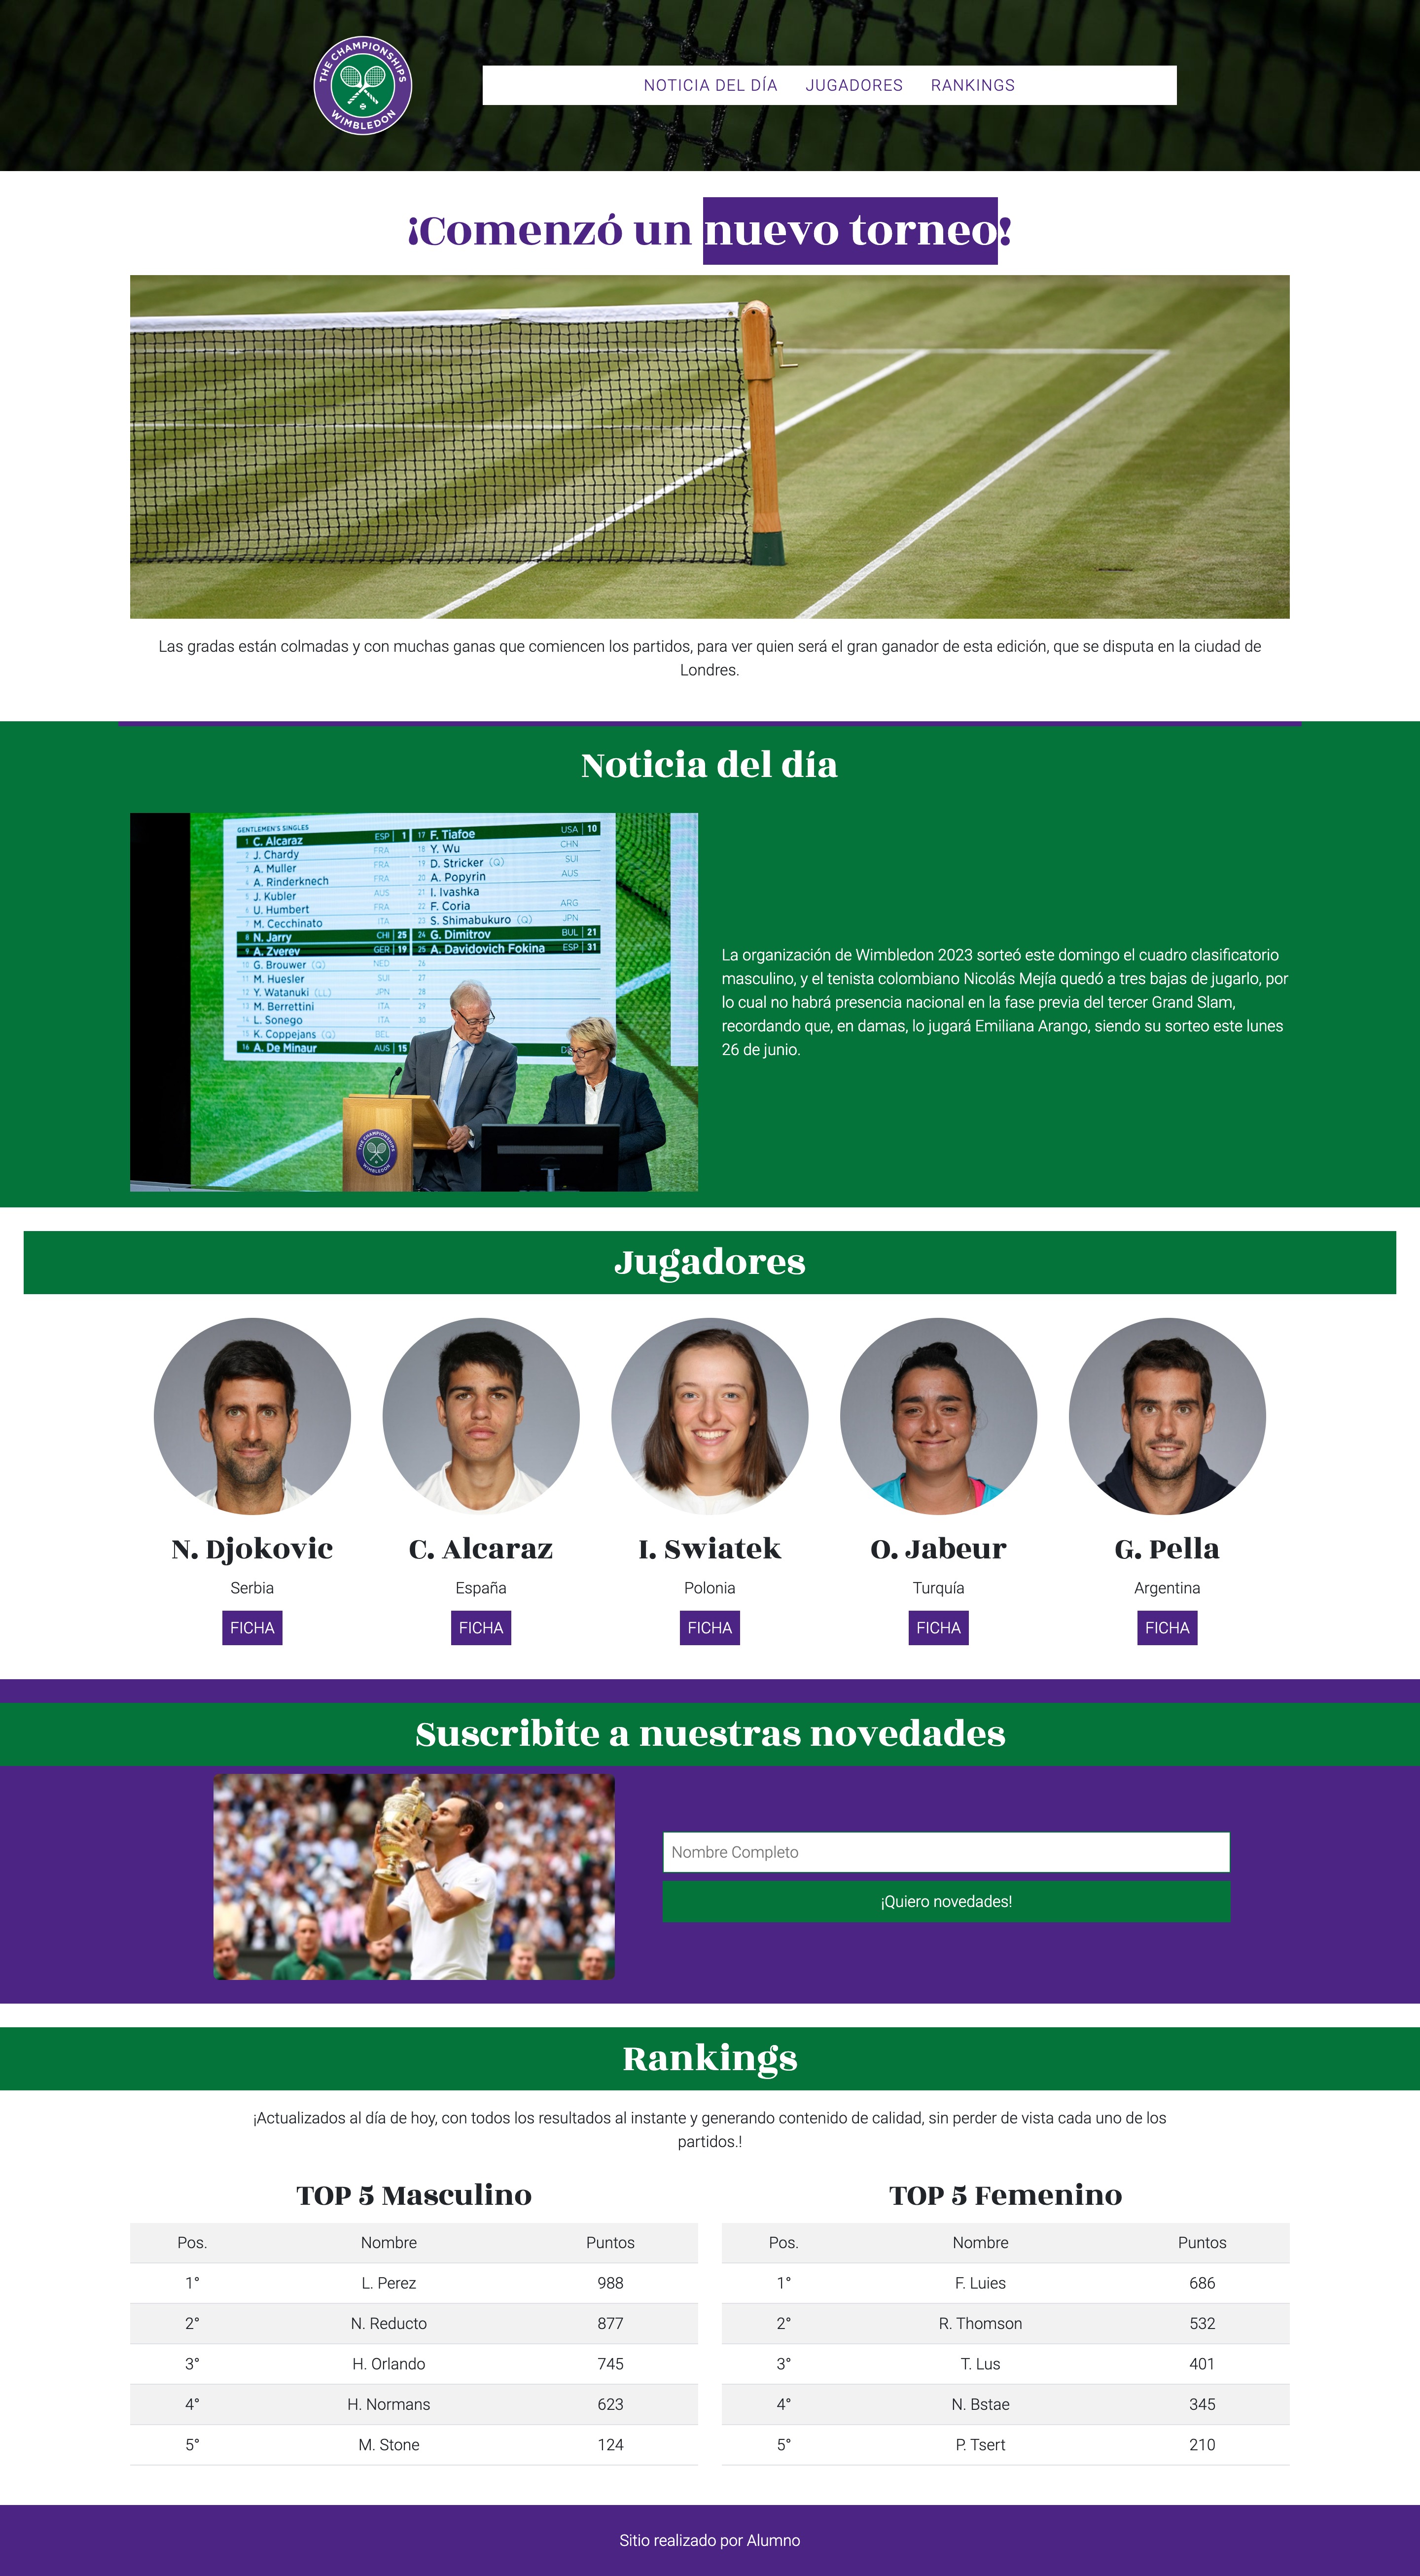 THE CHAMPIONSHIPS
WIMBLEDON
NOTICIA DEL DÍA JUGADORES RANKINGS
¡Comenzó un nuevo torneo!
Las gradas están colmadas y con muchas ganas que comiencen los partidos, para ver quien será el gran ganador de esta edición, que se disputa en la ciudad de
Londres.
Noticia del día
GENTLEMEN'S SINGLES
1 C. Alcaraz ESP 1 17 F. Tiafoe USA 10
2 J. Chardy FRA 18 Y. Wu CHN
3 A. Muller FRA 19 D. Stricker (Q) SUI
4 A. Rinderknech FRA 20 A. Popyrin AUS
5 J. Kubler AUS 21 I. Ivashka
6 U. Humbert FRA 22 F. Coria ARG
7 M. Cecchinato ITA 23 S. Shimabukuro (Q) JPN
8 N. Jarry CHI 25 24 G. Dimitrov BUL 21
9 A. Zverev GER 19 25 A. Davidovich Fokina ESP 31
10 G. Brouwer (Q) NED 26
11 M. Huesler SUI 27
12 Y. Watanuki (LL) JPN 28
13 M. Berrettini ITA 29
14 L. Sonego ITA 30
15 K. Coppejans (Q) BEL
16 A. De Minaur AUS 15
THE CHAMPIONSHIPS
WIMBLEDON
La organización de Wimbledon 2023 sorteó este domingo el cuadro clasificatorio
masculino, y el tenista colombiano Nicolás Mejía quedó a tres bajas de jugarlo, por
lo cual no habrá presencia nacional en la fase previa del tercer Grand Slam,
recordando que, en damas, lo jugará Emiliana Arango, siendo su sorteo este lunes
26 de junio.
Jugadores
N. Djokovic
Serbia
FICHA
C. Alcaraz
España
FICHA
I. Swiatek
Polonia
FICHA
O. Jabeur
Turquía
FICHA
G. Pella
Argentina
FICHA
Suscribite a nuestras novedades
Nombre Completo
¡Quiero novedades!
Rankings
¡Actualizados al día de hoy, con todos los resultados al instante y generando contenido de calidad, sin perder de vista cada uno de los
partidos.!
TOP 5 Masculino
Pos. Nombre Puntos
1° L. Perez 988
2° N. Reducto 877
3° H. Orlando 745
4° H. Normans 623
5° M. Stone 124
TOP 5 Femenino
Pos. Nombre Puntos
1° F. Luies 686
2° R. Thomson 532
3° T. Lus 401
4° N. Bstae 345
5° P. Tsert 210
Sitio realizado por Alumno